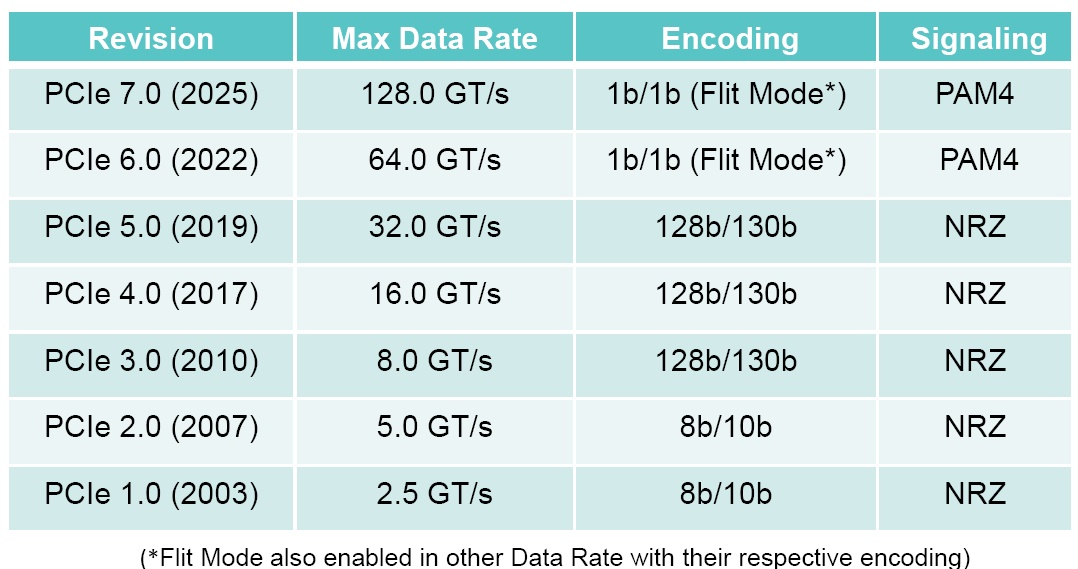 Revision Max Data Rate Encoding Signaling
PCIe 7.0 (2025) 128.0 GT/s 1b/1b (Flit Mode*) PAM4
PCIe 6.0 (2022) 64.0 GT/s 1b/1b (Flit Mode*) PAM4
PCIe 5.0 (2019) 32.0 GT/s 128b/130b NRZ
PCIe 4.0 (2017) 16.0 GT/s 128b/130b NRZ
PCIe 3.0 (2010) 8.0 GT/s 128b/130b NRZ
PCIe 2.0 (2007) 5.0 GT/s 8b/10b NRZ
PCIe 1.0 (2003) 2.5 GT/s 8b/10b NRZ
(*Flit Mode also enabled in other Data Rate with their respective encoding)